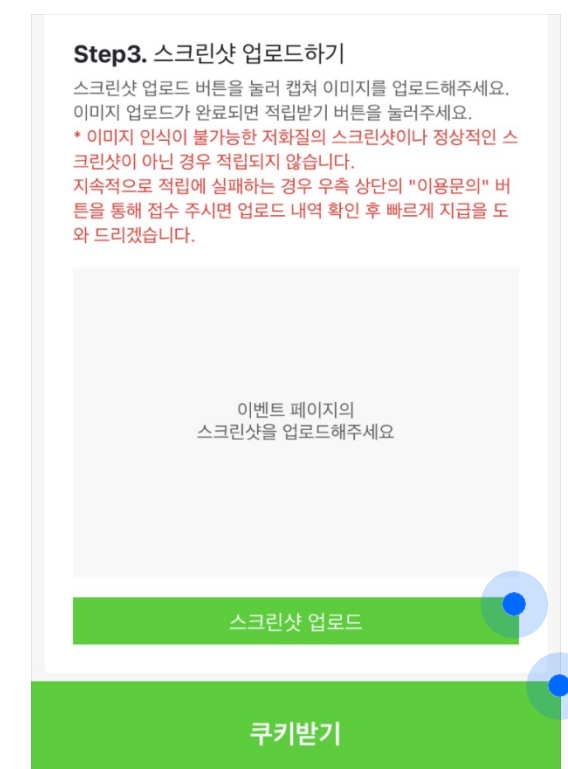 Step3. 스크린샷 업로드하기
스크린샷 업로드 버튼을 눌러 캡쳐 이미지를 업로드해주세요.
이미지 업로드가 완료되면 적립받기 버튼을 눌러주세요.
* 이미지 인식이 불가능한 저화질의 스크린샷이나 정상적인 스
크린샷이 아닌 경우 적립되지 않습니다.
지속적으로 적립에 실패하는 경우 우측 상단의 "이용문의" 버
튼을 통해 접수 주시면 업로드 내역 확인 후 빠르게 지급을 도
와 드리겠습니다.
이벤트 페이지의
스크린샷을 업로드해주세요
스크린샷 업로드
쿠키받기